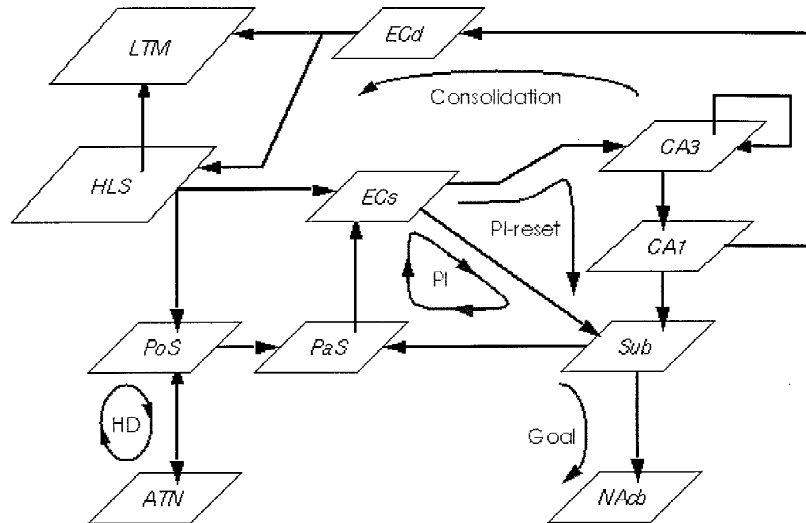 LTM
ECd
Consolidation
CA3
HLS
ECs
PI-reset
CA1
PI
PoS
PaS
Sub
HD
Goal
ATN
NAcb